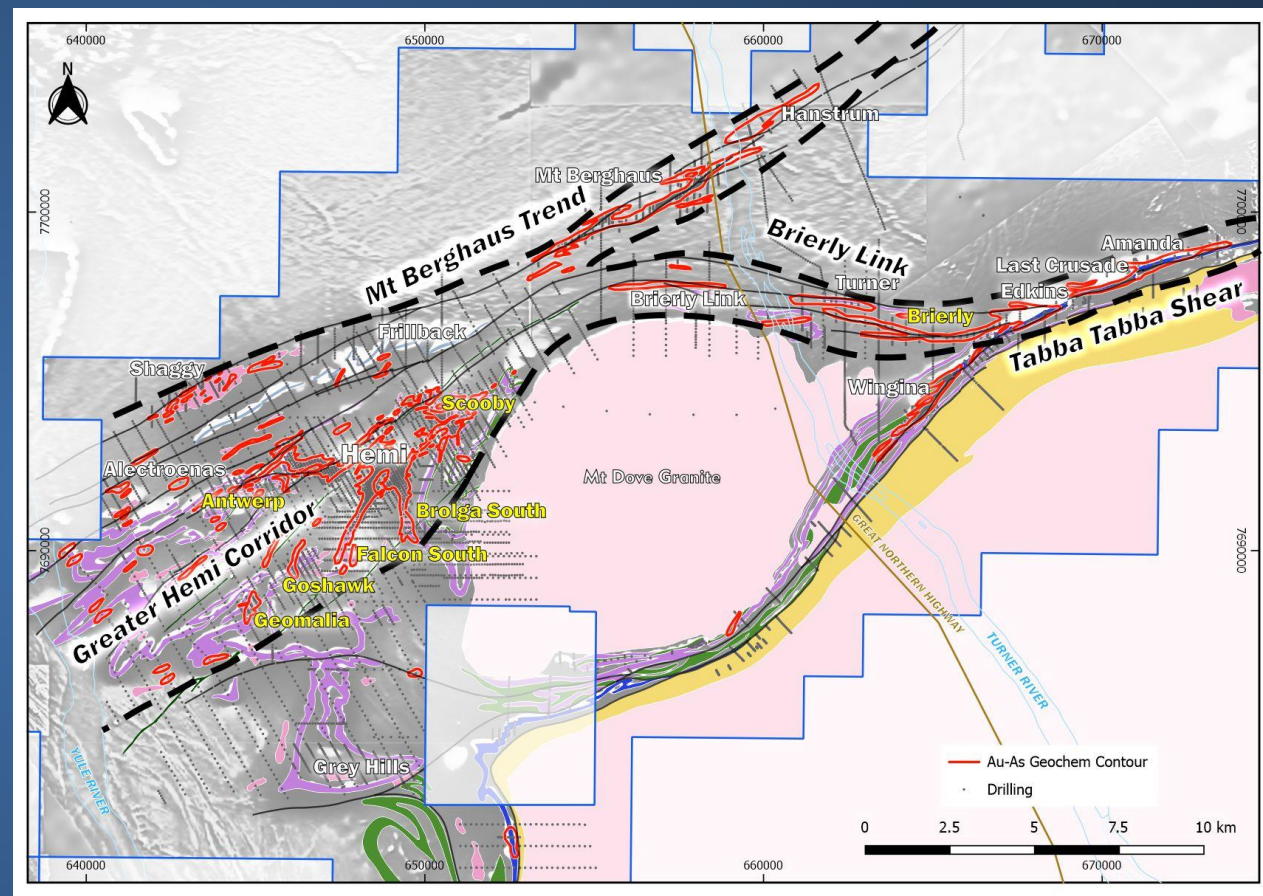 640000
650000
660000
670000
N
Hanstrum
Mt Berghaus
7700000
7700000
Mt Berghaus Trend
Brierly Link
Amanda
Last Crusade
Turner
Edkins
Brierly Link
Brierly
Tabba Tabba Shear
Frillback
Shaggy
Wingina
Scooby
Hemi
Alectroenas
Mt Dove Granite
Antwerp
Brolga South
GREAT NORTHERN HIGHWAY
7690000
7690000
Falcon South
Goshawk
Greater Hemi Corridor
Geomalia
TURNER RIVER
YULE RIVER
Grey Hills
Au-As Geochem Contour
Drilling
0 2.5 5 7.5 10 km
640000
650000
660000
670000